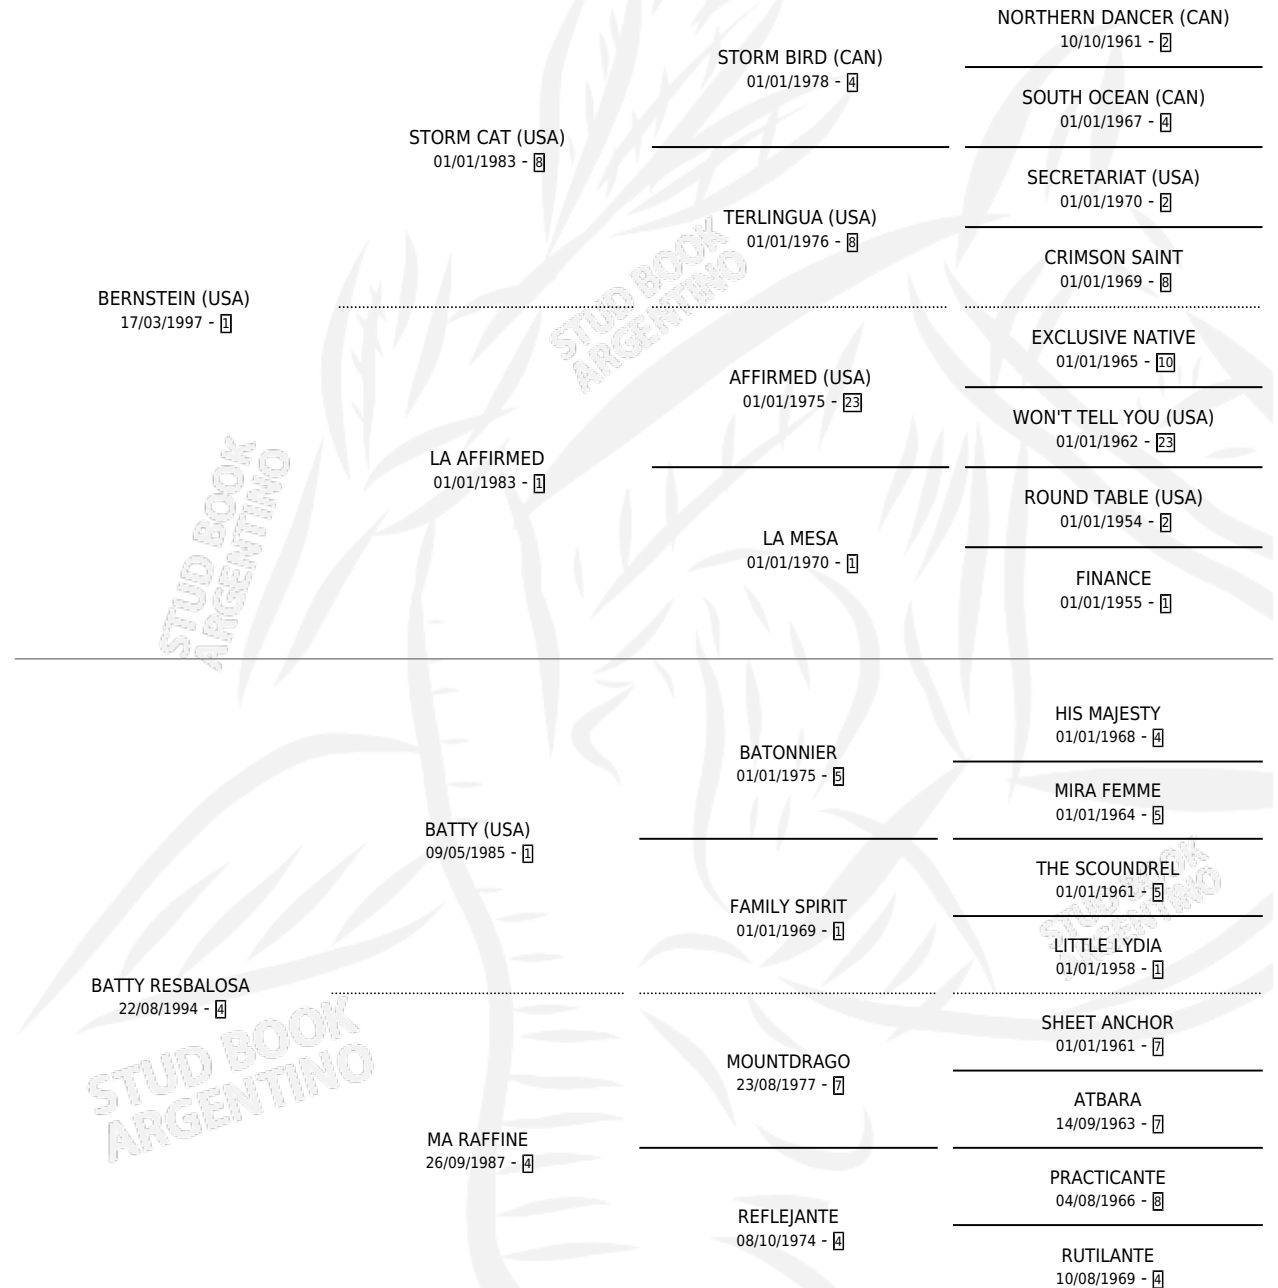 NORTHERN DANCER (CAN)
10/10/1961 - 2
STORM BIRD (CAN)
01/01/1978 - 4
SOUTH OCEAN (CAN)
01/01/1967 - 4
STORM CAT (USA)
01/01/1983 - 8
SECRETARIAT (USA)
01/01/1970 - 2
TERLINGUA (USA)
01/01/1976 - 8
CRIMSON SAINT
01/01/1969 - 8
BERNSTEIN (USA)
17/03/1997 - 1
EXCLUSIVE NATIVE
01/01/1965 - 10
AFFIRMED (USA)
01/01/1975 - 23
WON'T TELL YOU (USA)
01/01/1962 - 23
LA AFFIRMED
01/01/1983 - 1
ROUND TABLE (USA)
01/01/1954 - 2
LA MESA
01/01/1970 - 1
FINANCE
01/01/1955 - 1
HIS MAJESTY
01/01/1968 - 4
BATONNIER
01/01/1975 - 5
MIRA FEMME
01/01/1964 - 5
BATTY (USA)
09/05/1985 - 1
THE SCOUNDREL
01/01/1961 - 5
FAMILY SPIRIT
01/01/1969 - 1
LITTLE LYDIA
01/01/1958 - 1
BATTY RESBALOSA
22/08/1994 - 4
SHEET ANCHOR
01/01/1961 - 7
MOUNTDRAGO
23/08/1977 - 7
ATBARA
14/09/1963 - 7
MA RAFFINE
26/09/1987 - 4
PRACTICANTE
04/08/1966 - 8
REFLEJANTE
08/10/1974 - 4
RUTILANTE
10/08/1969 - 4
STUD BOOK
ARGENTINO
STUD BOOK
ARGENTINO
STUD BOOK
ARGENTINO
STUD BOOK
ARGENTINO